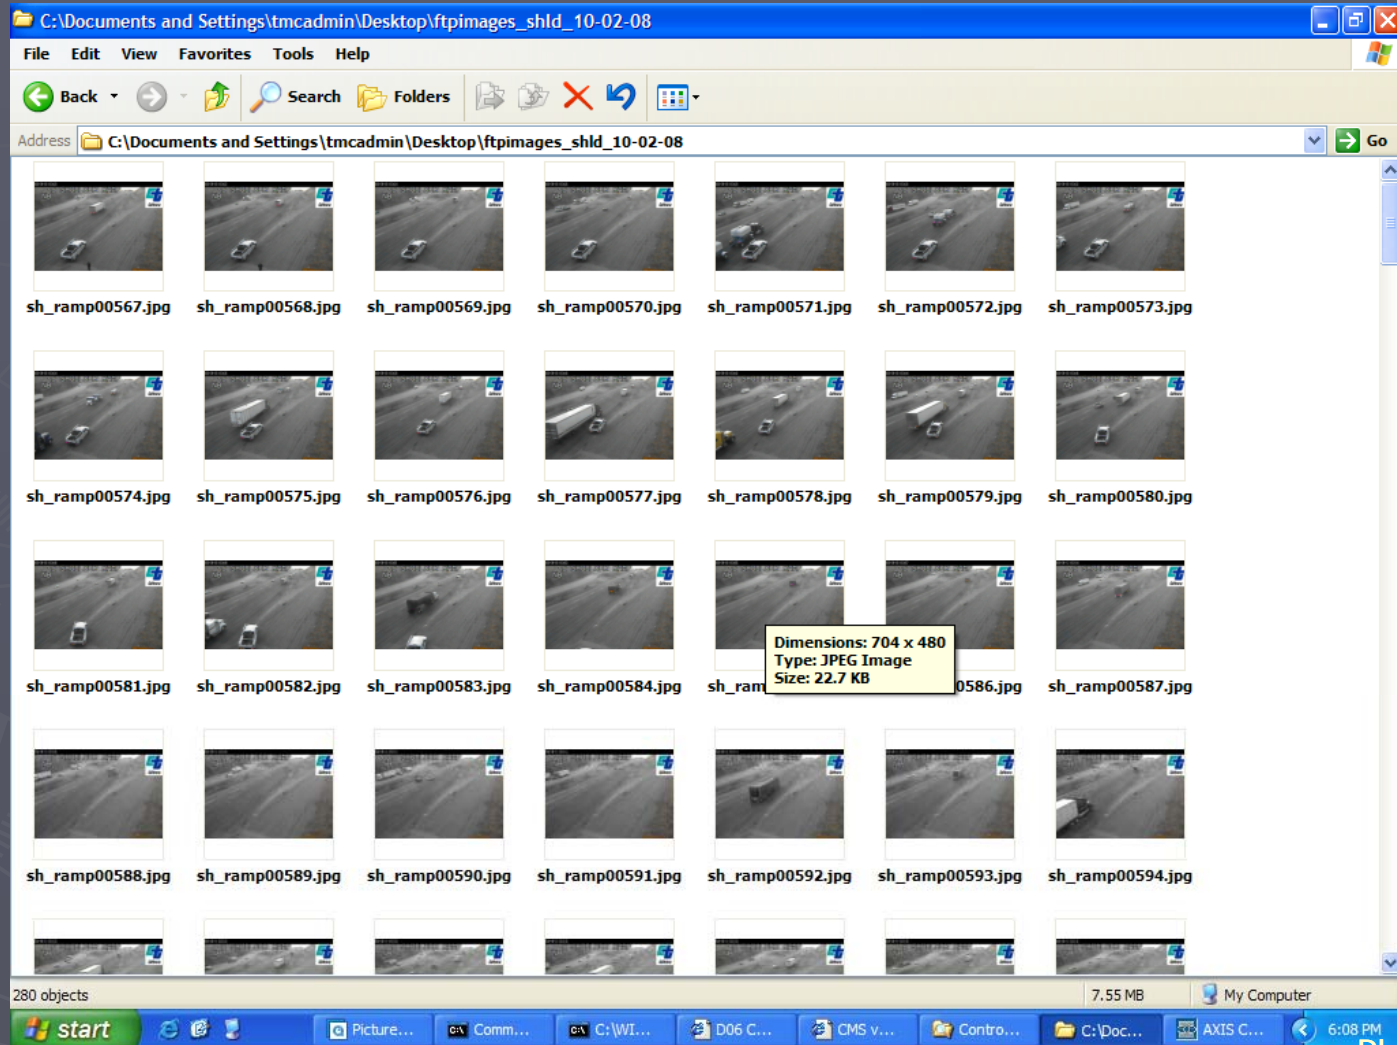 C:\Documents and Settings\tmcadmin\Desktop\ftpimages_shld_10-02-08
File Edit View Favorites Tools Help
Back Search Folders
Address C:\Documents and Settings\tmcadmin\Desktop\ftpimages_shld_10-02-08 Go
sh_ramp00567.jpg sh_ramp00568.jpg sh_ramp00569.jpg sh_ramp00570.jpg sh_ramp00571.jpg sh_ramp00572.jpg sh_ramp00573.jpg
sh_ramp00574.jpg sh_ramp00575.jpg sh_ramp00576.jpg sh_ramp00577.jpg sh_ramp00578.jpg sh_ramp00579.jpg sh_ramp00580.jpg
Dimensions: 704 x 480
Type: JPEG Image
Size: 22.7 KB
sh_ramp00581.jpg sh_ramp00582.jpg sh_ramp00583.jpg sh_ramp00584.jpg sh_ram 0586.jpg sh_ramp00587.jpg
sh_ramp00588.jpg sh_ramp00589.jpg sh_ramp00590.jpg sh_ramp00591.jpg sh_ramp00592.jpg sh_ramp00593.jpg sh_ramp00594.jpg
280 objects 7.55 MB My Computer
start Picture... Comm... C:\WI... D06 C... CMS v... Contro... C:\Doc... AXIS C... 6:08 PM